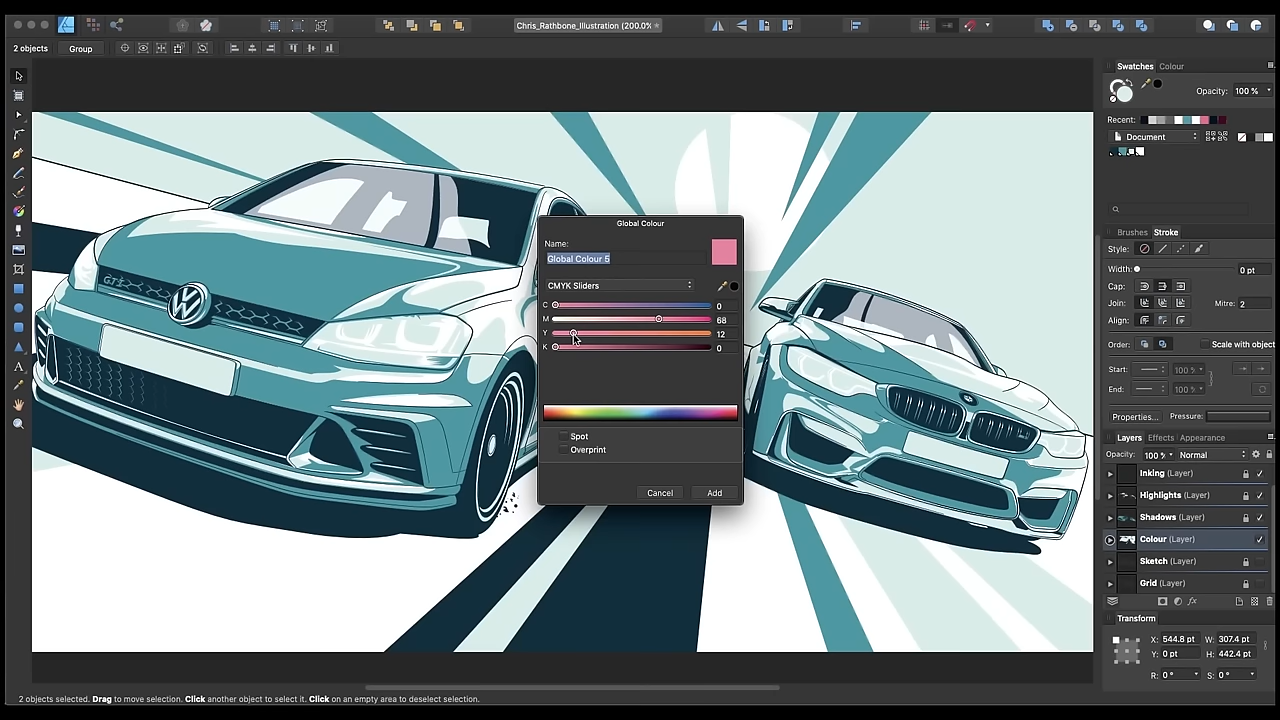 Chris_Rathbone_Illustration (200.0%
2 objects
Group
Swatches
Colour
Opacity:
100 %
Recent:
Document
Brushes
Stroke
Style:
Width:
0 pt
Cap:
Join:
Mitre:
2
Align:
Order:
Scale with object
Start:
100 %
End:
100 %
Properties...
Pressure:
Layers
Effects
Appearance
Opacity:
100 %
Normal
Inking (Layer)
Highlights (Layer)
Shadows (Layer)
Colour (Layer)
Sketch (Layer)
Grid (Layer)
Transform
X: 544.8 pt
W: 307.4 pt
Y: 0 pt
H: 442.4 pt
R: 0 °
S: 0 °
Global Colour
Name:
Global Colour 5
CMYK Sliders
C
0
M
68
Y
12
K
0
Spot
Overprint
Cancel
Add
2 objects selected. Drag to move selection. Click another object to select it. Click on an empty area to deselect selection.